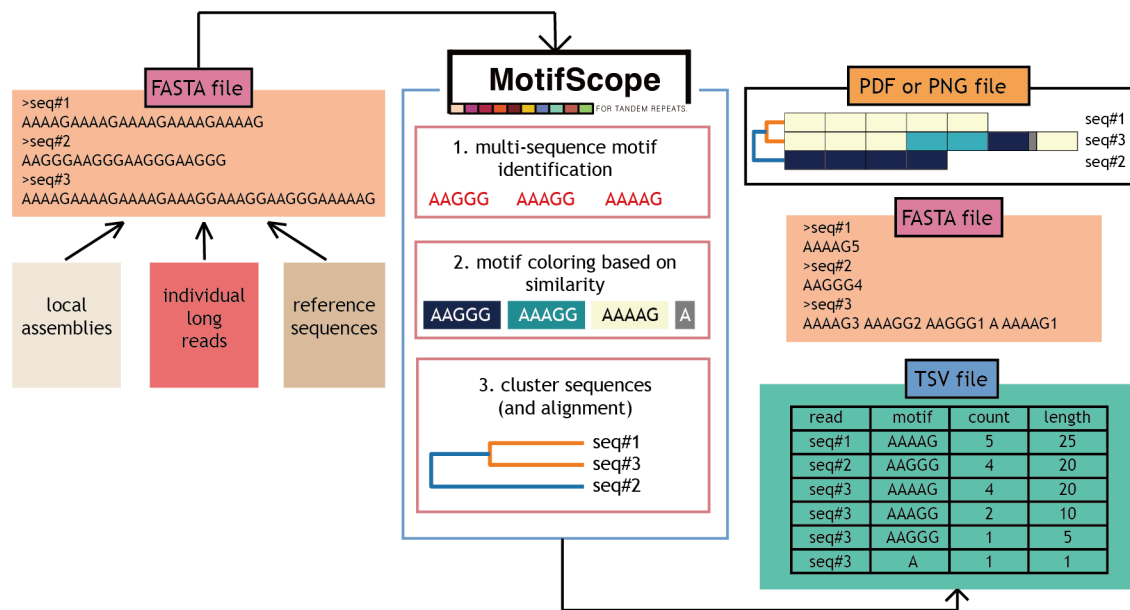 FASTA file
>seq#1
AAAAGAAAAGAAAAGAAAAGAAAAG
>seq#2
AAGGGAAGGGAAGGGAAGGG
>seq#3
AAAAGAAAAGAAAAGAAAGGAAAGGAAGGGAAAAAG
local
assemblies
individual
long
reads
reference
sequences
MotifScope
FOR TANDEM REPEATS.
1. multi-sequence motif
identification
AAGGG AAAGG AAAAG
2. motif coloring based on
similarity
AAGGG AAAGG AAAAG A
3. cluster sequences
(and alignment)
seq#1
seq#3
seq#2
PDF or PNG file
seq#1
seq#3
seq#2
FASTA file
>seq#1
AAAAG5
>seq#2
AAGGG4
>seq#3
AAAAG3 AAAGG2 AAGGG1 A AAAAG1
TSV file
read motif count length
seq#1 AAAAG 5 25
seq#2 AAGGG 4 20
seq#3 AAAAG 4 20
seq#3 AAAGG 2 10
seq#3 AAGGG 1 5
seq#3 A 1 1